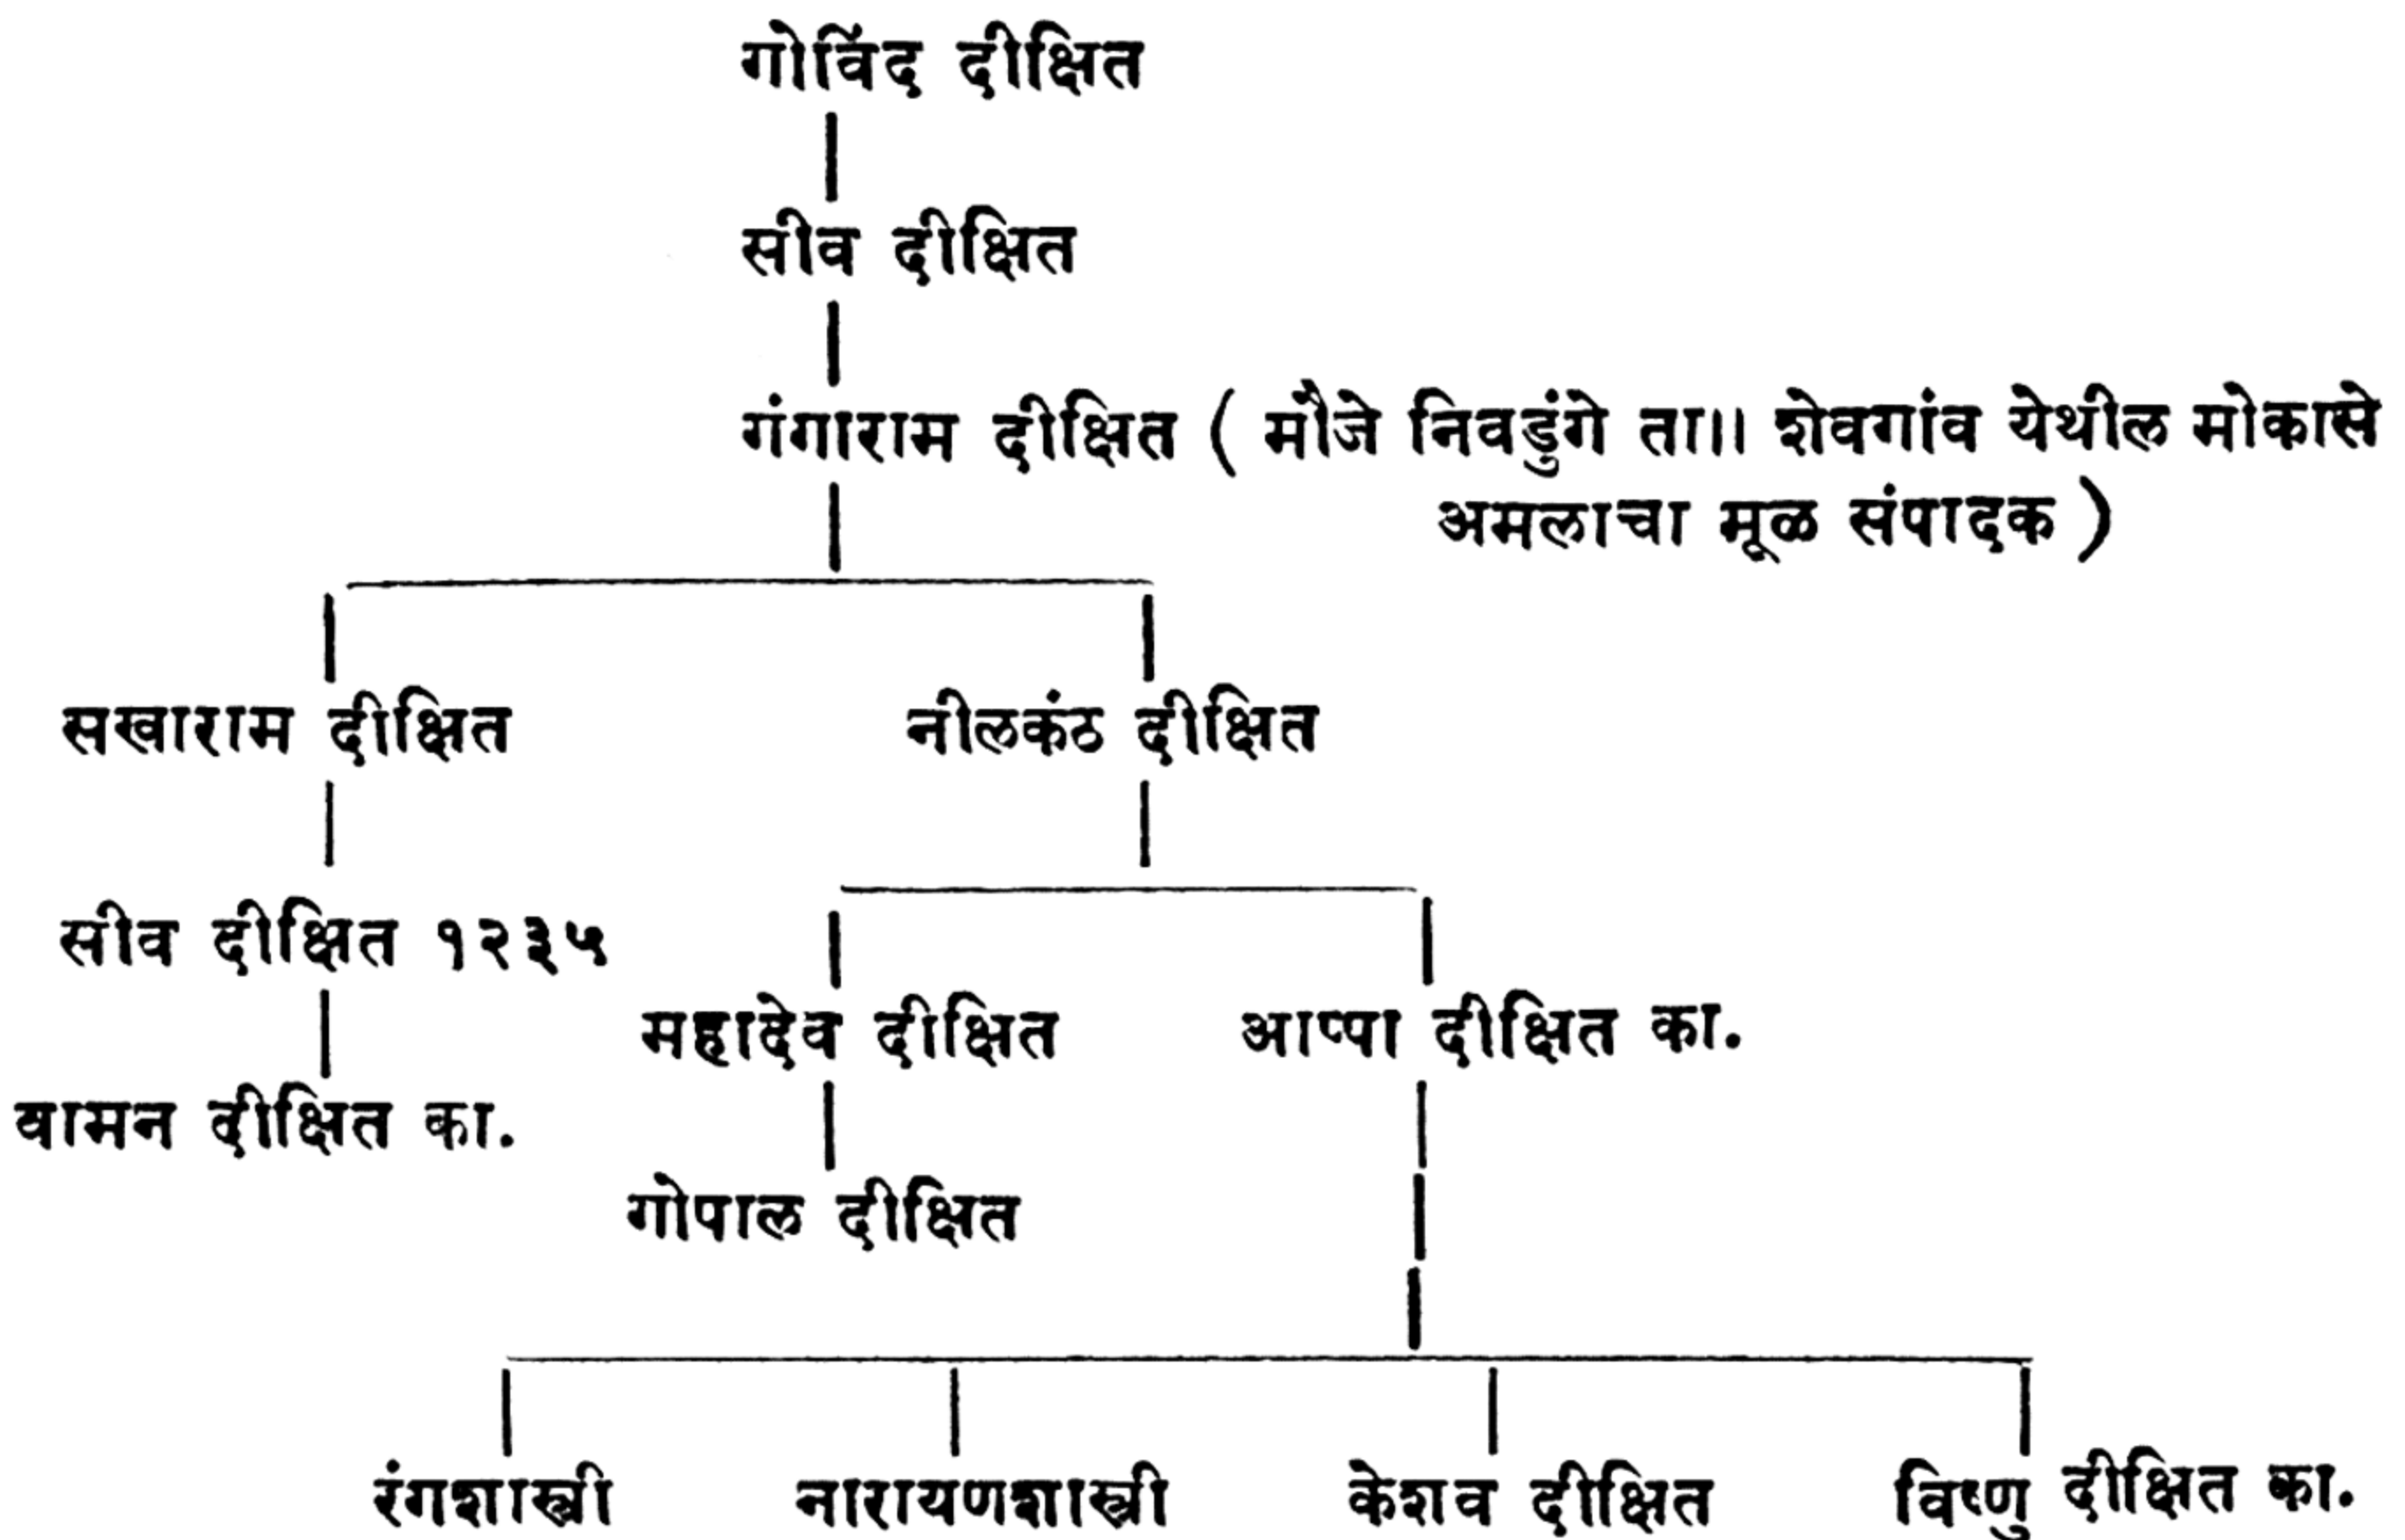 गोविंद दीक्षित
सीव दीक्षित
गंगाराम दीक्षित ( मौजे निवडुंगे ता॥ शेवगांव येथील मोकासे
अमलाचा मूळ संपादक )
सखाराम दीक्षित नीलकंठ दीक्षित
सीव दीक्षित १२३५
महादेव दीक्षित आप्पा दीक्षित का.
वामन दीक्षित का.
गोपाल दीक्षित
रंगशास्त्री नारायणशास्त्री केशव दीक्षित विष्णु दीक्षित का.